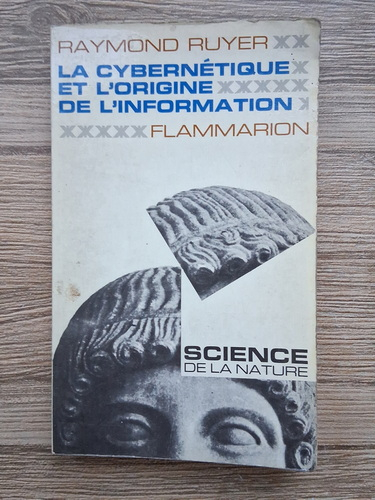 RAYMOND RUYER
LA CYBERNÉTIQUE
ET L'ORIGINE
DE L'INFORMATION
FLAMMARION
SCIENCE
DE LA NATURE